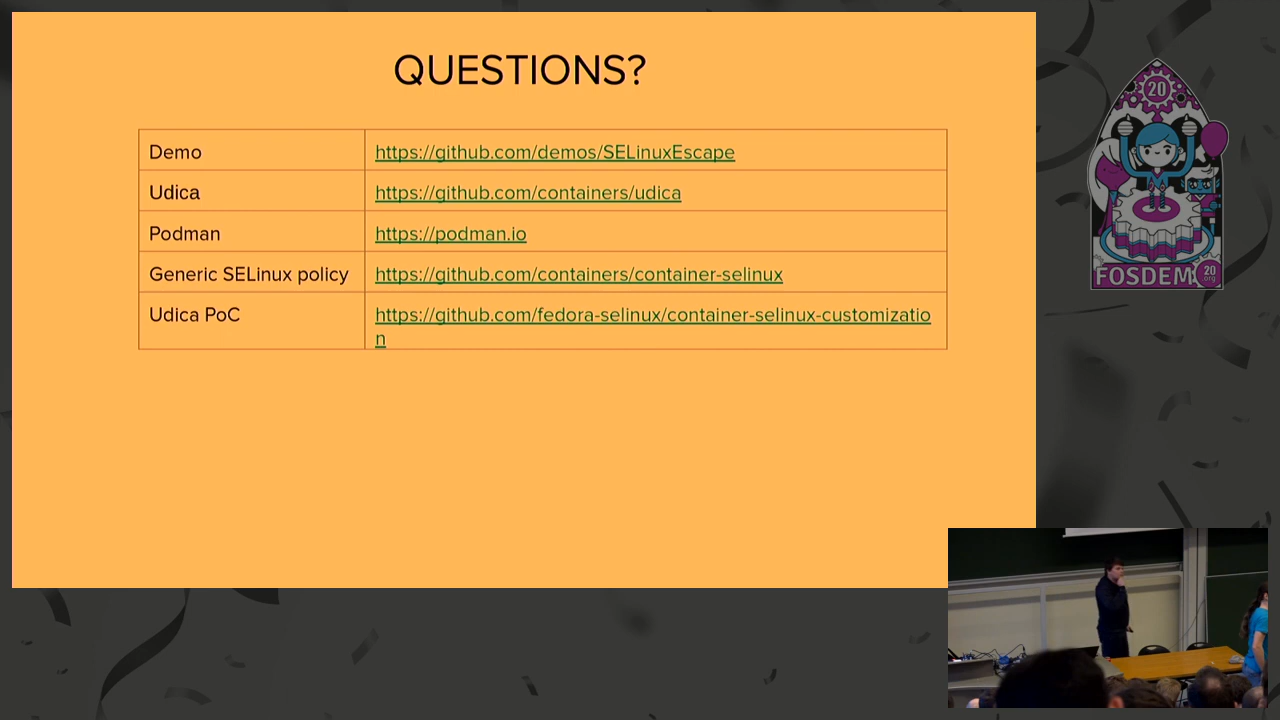 QUESTIONS?
Demo https://github.com/demos/SELinuxEscape
Udica https://github.com/containers/udica
Podman https://podman.io
Generic SELinux policy https://github.com/containers/container-selinux
Udica PoC https://github.com/fedora-selinux/container-selinux-customizatio
n
20
FOSDEM
20
org